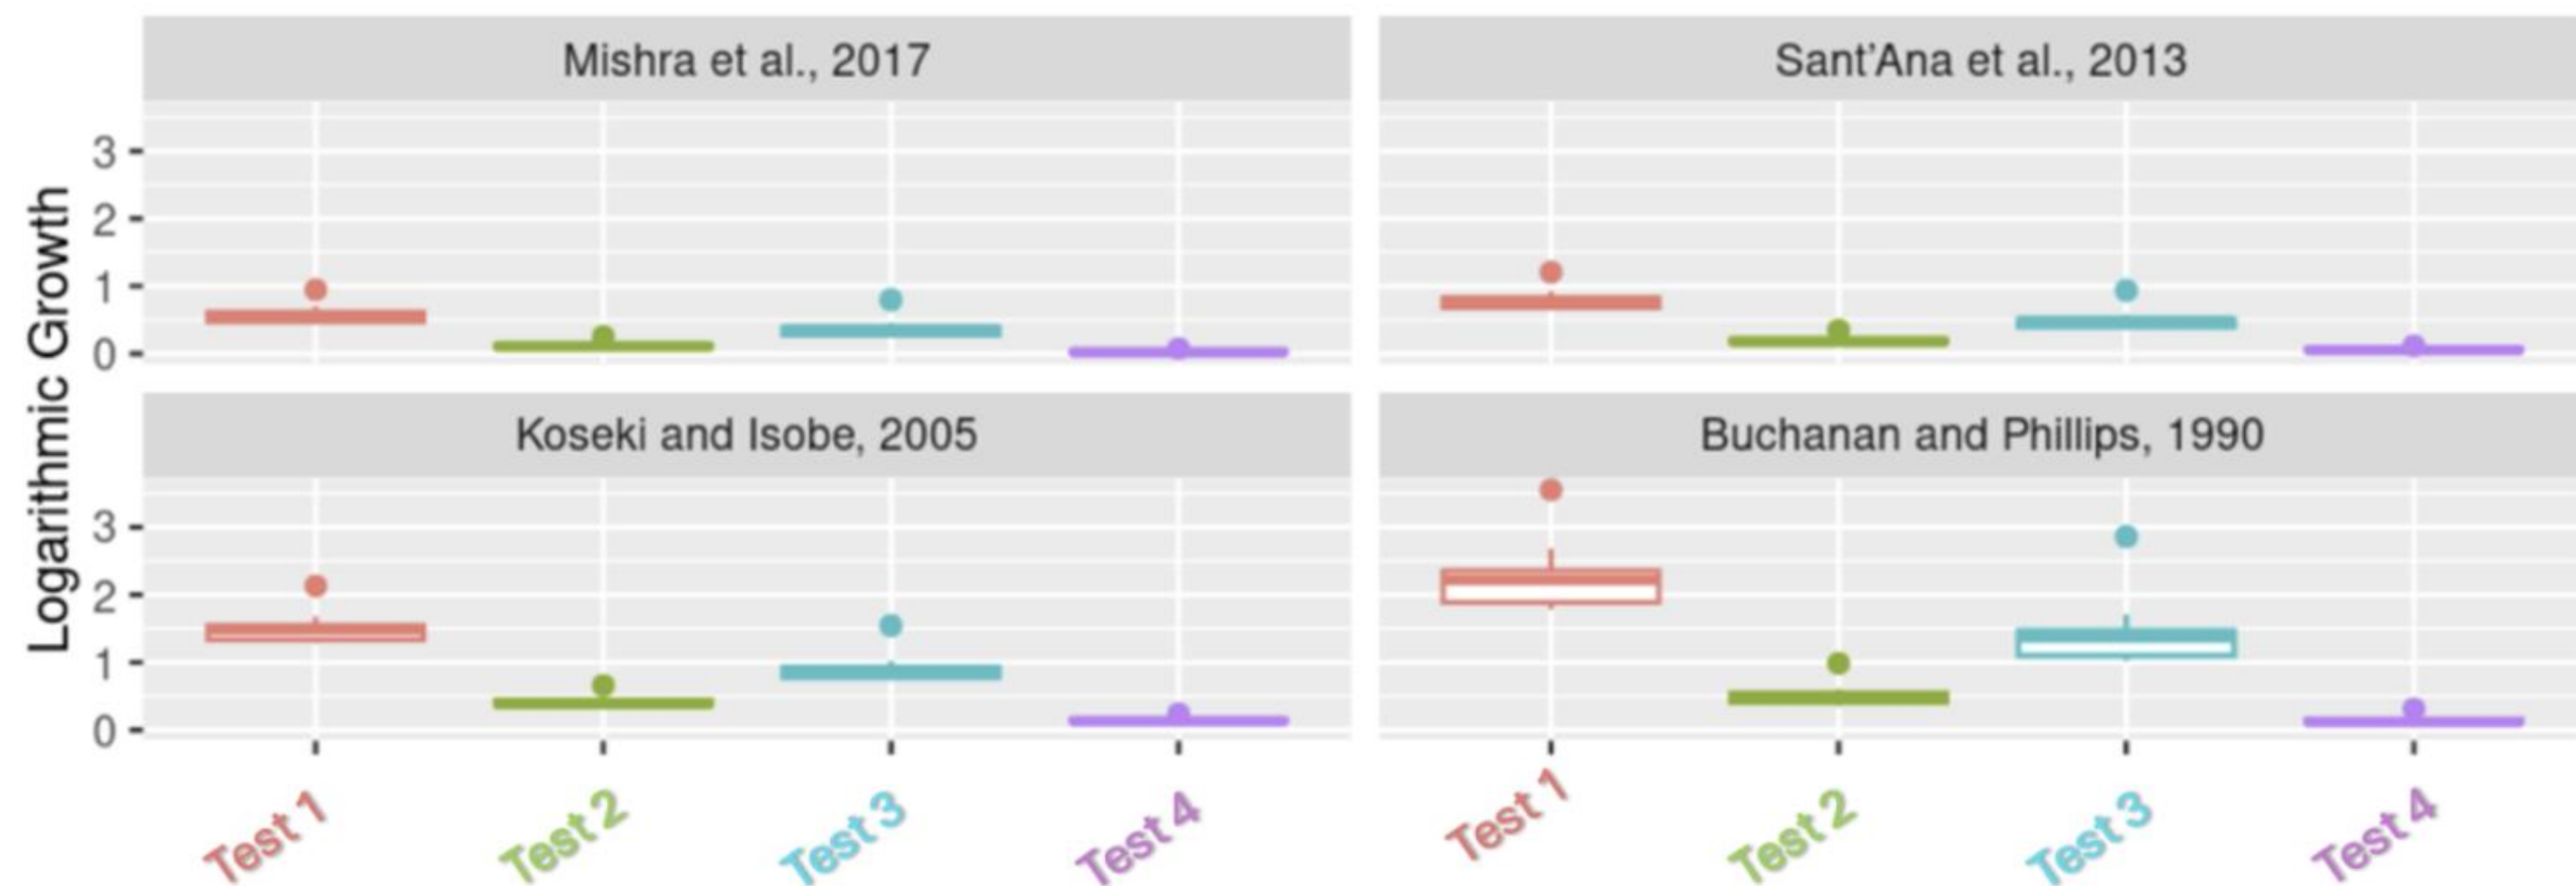 Mishra et al., 2017
Sant'Ana et al., 2013
Logarithmic Growth
3
2
1
0
Koseki and Isobe, 2005
Buchanan and Phillips, 1990
3
2
1
0
Test 1
Test 2
Test 3
Test 4
Test 1
Test 2
Test 3
Test 4